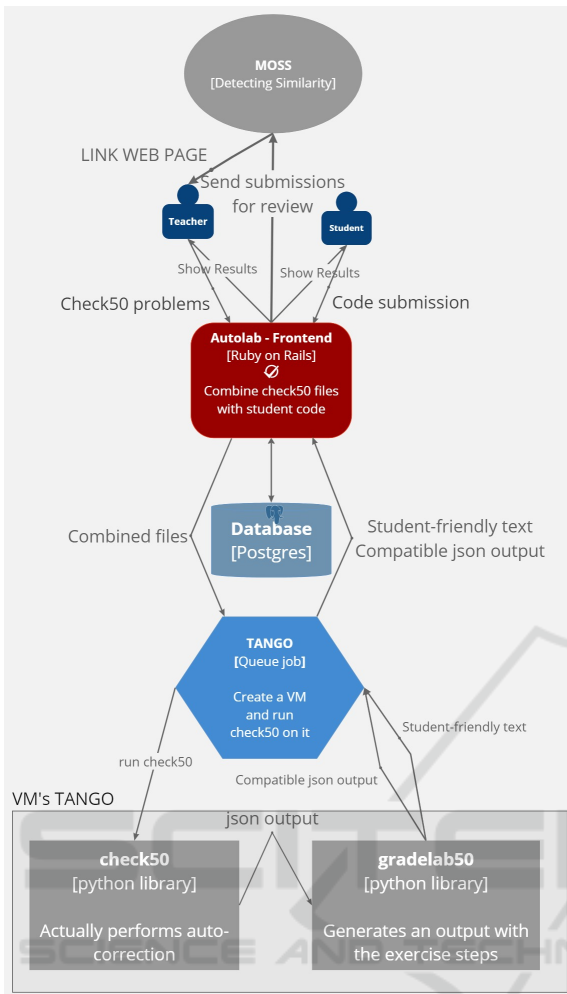 MOSS
[Detecting Similarity]
LINK WEB PAGE
Send submissions
for review
Teacher
Student
Show Results
Show Results
Check50 problems
Code submission
Autolab - Frontend
[Ruby on Rails]
Combine check50 files
with student code
Combined files
Database
[Postgres]
Student-friendly text
Compatible json output
TANGO
[Queue job]
Create a VM
and run
check50 on it
Student-friendly text
run check50
Compatible json output
VM's TANGO
json output
check50
[python library]
Actually performs auto-
correction
gradelab50
[python library]
Generates an output with
the exercise steps
SCITE
SCIENCE AND TECHN